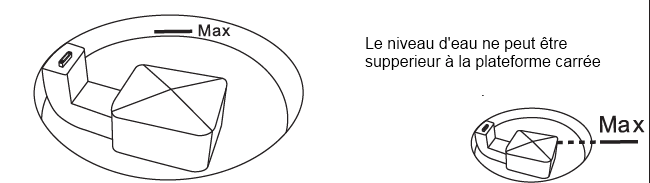 Max
Le niveau d'eau ne peut être
supperieur à la plateforme carrée
Max